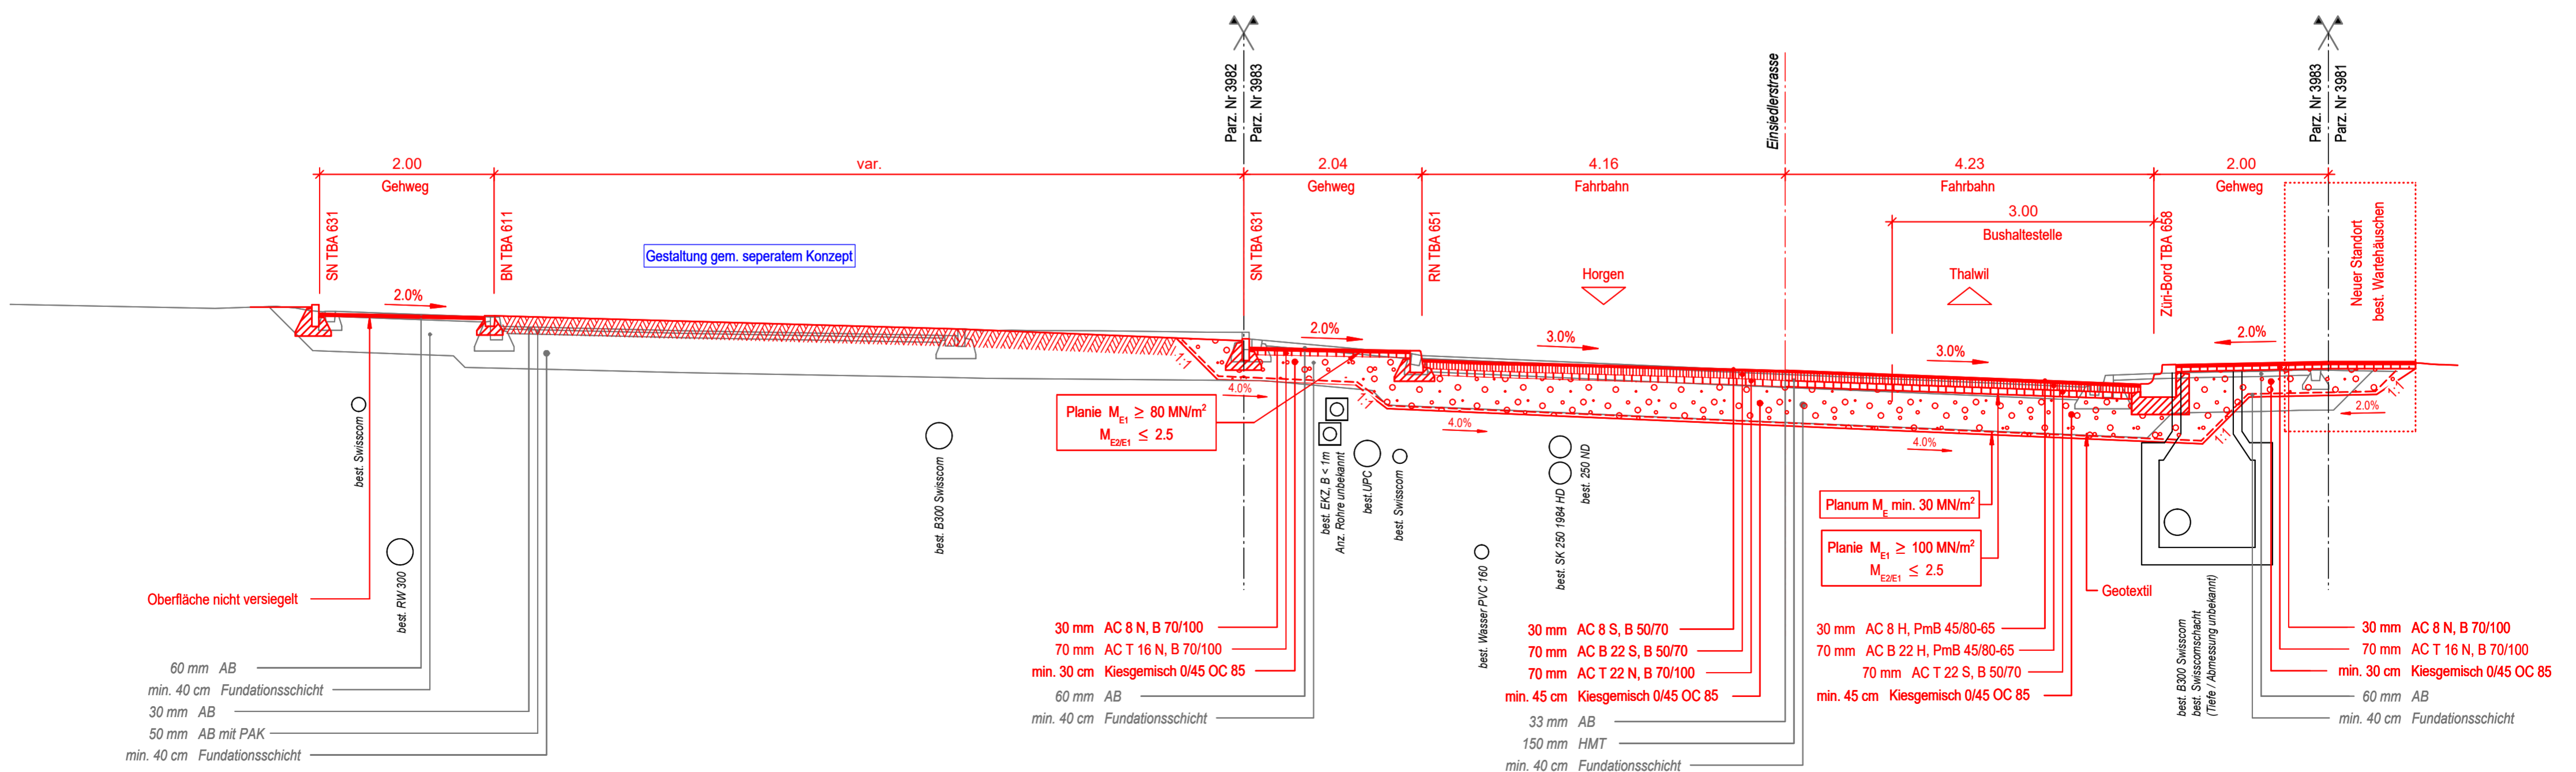 Parz. Nr 3982
Parz. Nr 3983
Einsiedlerstrasse
Parz. Nr 3983
Parz. Nr 3981
2.00
Gehweg
var.
2.04
Gehweg
4.16
Fahrbahn
4.23
Fahrbahn
2.00
Gehweg
3.00
Bushaltestelle
SN TBA 631
BN TBA 611
SN TBA 631
RN TBA 651
Züri-Bord TBA 658
Neuer Standort
best. Wartehäuschen
Gestaltung gem. seperatem Konzept
Horgen
Thalwil
2.0%
2.0%
3.0%
3.0%
2.0%
1:1
4.0%
1:1
4.0%
4.0%
1:1
2.0%
1:1
Planie M E1 ≥ 80 MN/m²
M E2/E1 ≤ 2.5
Planum M E min. 30 MN/m²
Planie M E1 ≥ 100 MN/m²
M E2/E1 ≤ 2.5
best. Swisscom
best. RW 300
best. B300 Swisscom
best. EKZ, B < 1m
Anz. Rohre unbekannt
best.UPC
best. Swisscom
best. Wasser PVC 160
best. SK 250 1984 HD
best. 250 ND
best. B300 Swisscom
best. Swisscomschacht
(Tiefe / Abmessung unbekannt)
Geotextil
Oberfläche nicht versiegelt
60 mm AB
min. 40 cm Fundationsschicht
30 mm AB
50 mm AB mit PAK
min. 40 cm Fundationsschicht
30 mm AC 8 N, B 70/100
70 mm AC T 16 N, B 70/100
min. 30 cm Kiesgemisch 0/45 OC 85
60 mm AB
min. 40 cm Fundationsschicht
30 mm AC 8 S, B 50/70
70 mm AC B 22 S, B 50/70
70 mm AC T 22 N, B 70/100
min. 45 cm Kiesgemisch 0/45 OC 85
33 mm AB
150 mm HMT
min. 40 cm Fundationsschicht
30 mm AC 8 H, PmB 45/80-65
70 mm AC B 22 H, PmB 45/80-65
70 mm AC T 22 S, B 50/70
min. 45 cm Kiesgemisch 0/45 OC 85
30 mm AC 8 N, B 70/100
70 mm AC T 16 N, B 70/100
min. 30 cm Kiesgemisch 0/45 OC 85
60 mm AB
min. 40 cm Fundationsschicht